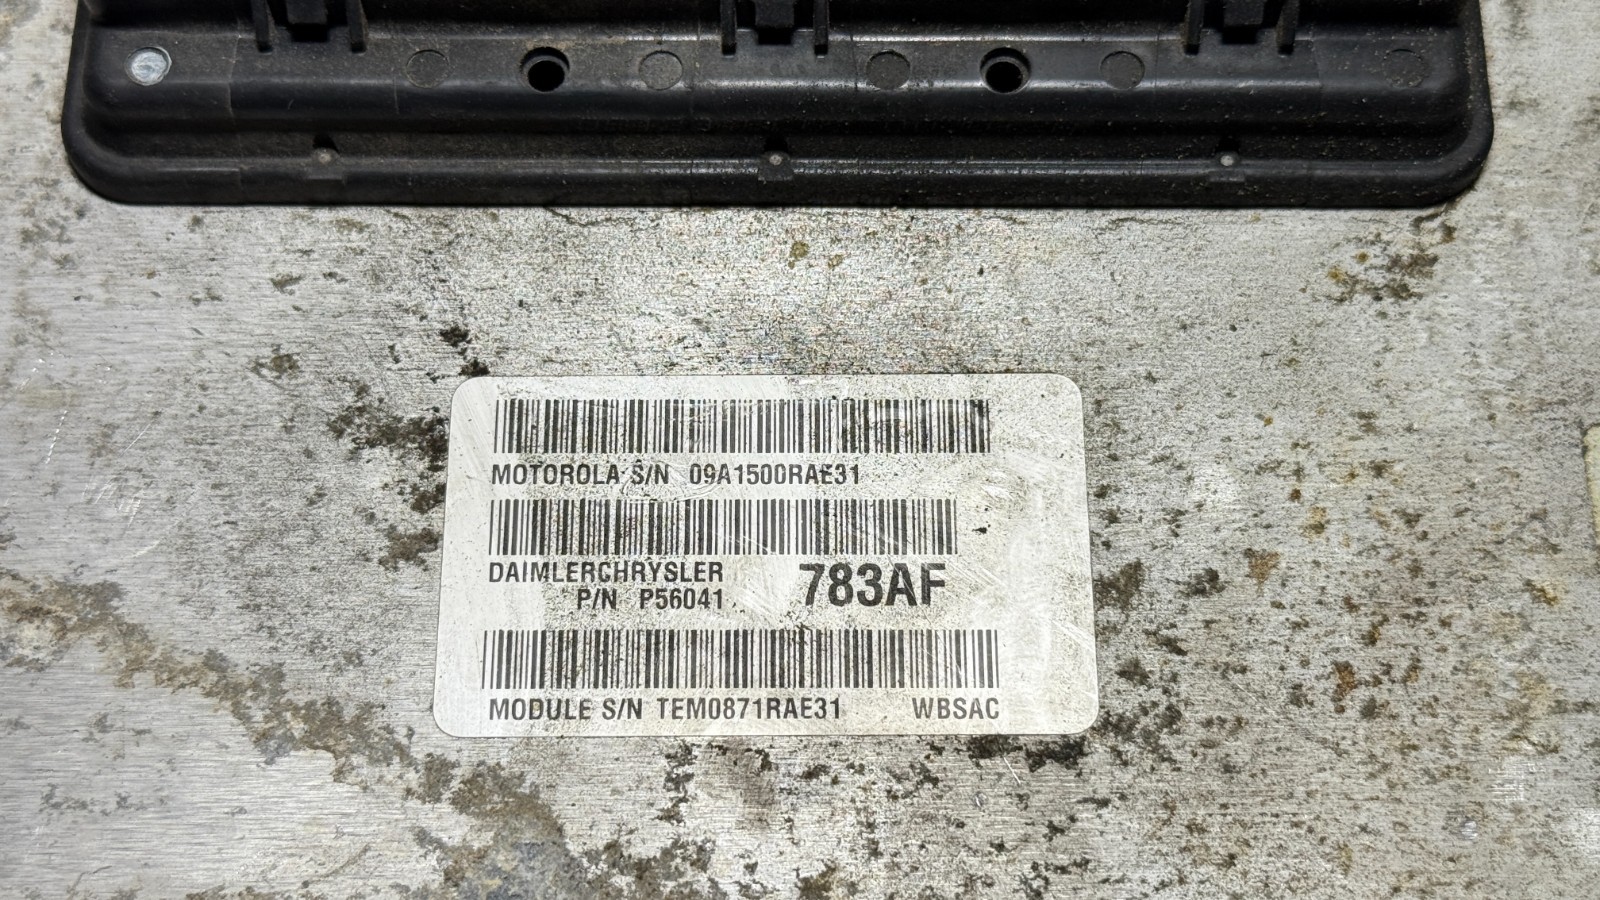 MOTOROLA S/N 09A1500RAE31
DAIMLERCHRYSLER 783AF
P/N P56041
MODULE S/N TEM0871RAE31 WBSAC